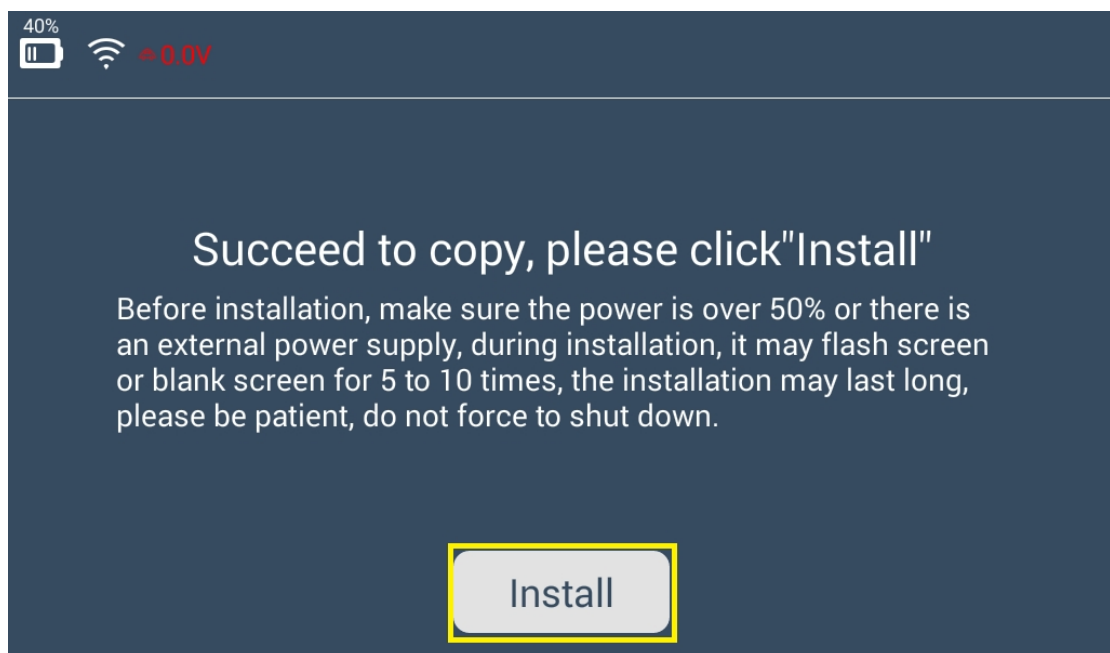 40%
0.0V
Succeed to copy, please click"Install"
Before installation, make sure the power is over 50% or there is
an external power supply, during installation, it may flash screen
or blank screen for 5 to 10 times, the installation may last long,
please be patient, do not force to shut down.
Install